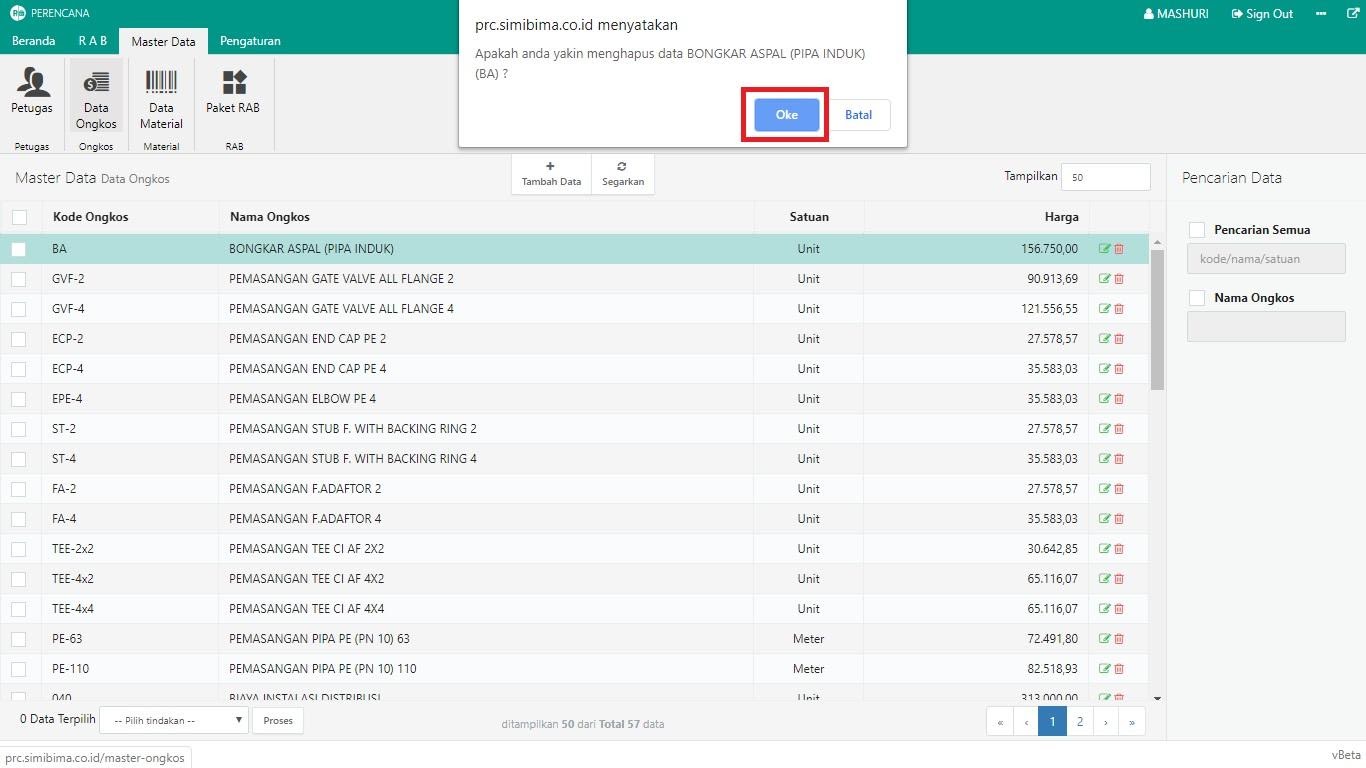 PERENCANA
MASHURI Sign Out
Beranda R A B Master Data Pengaturan
prc.simibima.co.id menyatakan
Apakah anda yakin menghapus data BONGKAR ASPAL (PIPA INDUK)
(BA) ?
Oke Batal
Petugas Data Ongkos Data Material Paket RAB
Petugas Ongkos Material RAB
Master Data Data Ongkos
Tambah Data Segarkan
Tampilkan 50
Kode Ongkos Nama Ongkos Satuan Harga
BA BONGKAR ASPAL (PIPA INDUK) Unit 156.750,00
GVF-2 PEMASANGAN GATE VALVE ALL FLANGE 2 Unit 90.913,69
GVF-4 PEMASANGAN GATE VALVE ALL FLANGE 4 Unit 121.556,55
ECP-2 PEMASANGAN END CAP PE 2 Unit 27.578,57
ECP-4 PEMASANGAN END CAP PE 4 Unit 35.583,03
EPE-4 PEMASANGAN ELBOW PE 4 Unit 35.583,03
ST-2 PEMASANGAN STUB F. WITH BACKING RING 2 Unit 27.578,57
ST-4 PEMASANGAN STUB F. WITH BACKING RING 4 Unit 35.583,03
FA-2 PEMASANGAN F.ADAFTOR 2 Unit 27.578,57
FA-4 PEMASANGAN F.ADAFTOR 4 Unit 35.583,03
TEE-2x2 PEMASANGAN TEE CI AF 2X2 Unit 30.642,85
TEE-4x2 PEMASANGAN TEE CI AF 4X2 Unit 65.116,07
TEE-4x4 PEMASANGAN TEE CI AF 4X4 Unit 65.116,07
PE-63 PEMASANGAN PIPA PE (PN 10) 63 Meter 72.491,80
PE-110 PEMASANGAN PIPA PE (PN 10) 110 Meter 82.518,93
040 BIAYA INSTALASI DISTRIBUSI Unit 313.000,00
Pencarian Data
Pencarian Semua
kode/nama/satuan
Nama Ongkos
0 Data Terpilih -- Pilih tindakan -- Proses
ditampilkan 50 dari Total 57 data
« ‹ 1 2 › »
prc.simibima.co.id/master-ongkos
vBeta